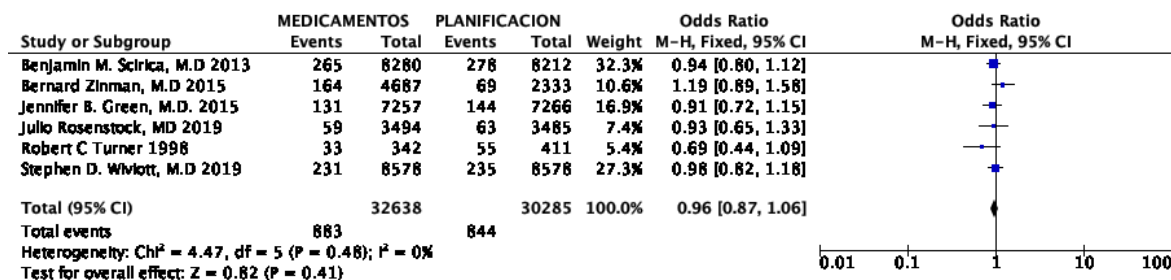 MEDICAMENTOS PLANIFICACION Odds Ratio Odds Ratio
Study or Subgroup Events Total Events Total Weight M-H, Fixed, 95% CI M-H, Fixed, 95% CI
Benjamin M. Scirica, M.D 2013 265 8280 278 8212 32.3% 0.94 [0.80, 1.12]
Bernard Zinman, M.D 2015 164 4687 69 2333 10.6% 1.19 [0.89, 1.58]
Jennifer B. Green, M.D. 2015 131 7257 144 7266 16.9% 0.91 [0.72, 1.15]
Julio Rosenstock, MD 2019 59 3494 63 3485 7.4% 0.93 [0.65, 1.33]
Robert C Turner 1998 33 342 55 411 5.4% 0.69 [0.44, 1.09]
Stephen D. Wiviott, M.D 2019 231 8578 235 8578 27.3% 0.98 [0.82, 1.18]
Total (95% CI) 32638 30285 100.0% 0.96 [0.87, 1.06]
Total events 883 844
Heterogeneity: Chi² = 4.47, df = 5 (P = 0.48); I² = 0%
Test for overall effect: Z = 0.82 (P = 0.41)
0.01 0.1 1 10 100